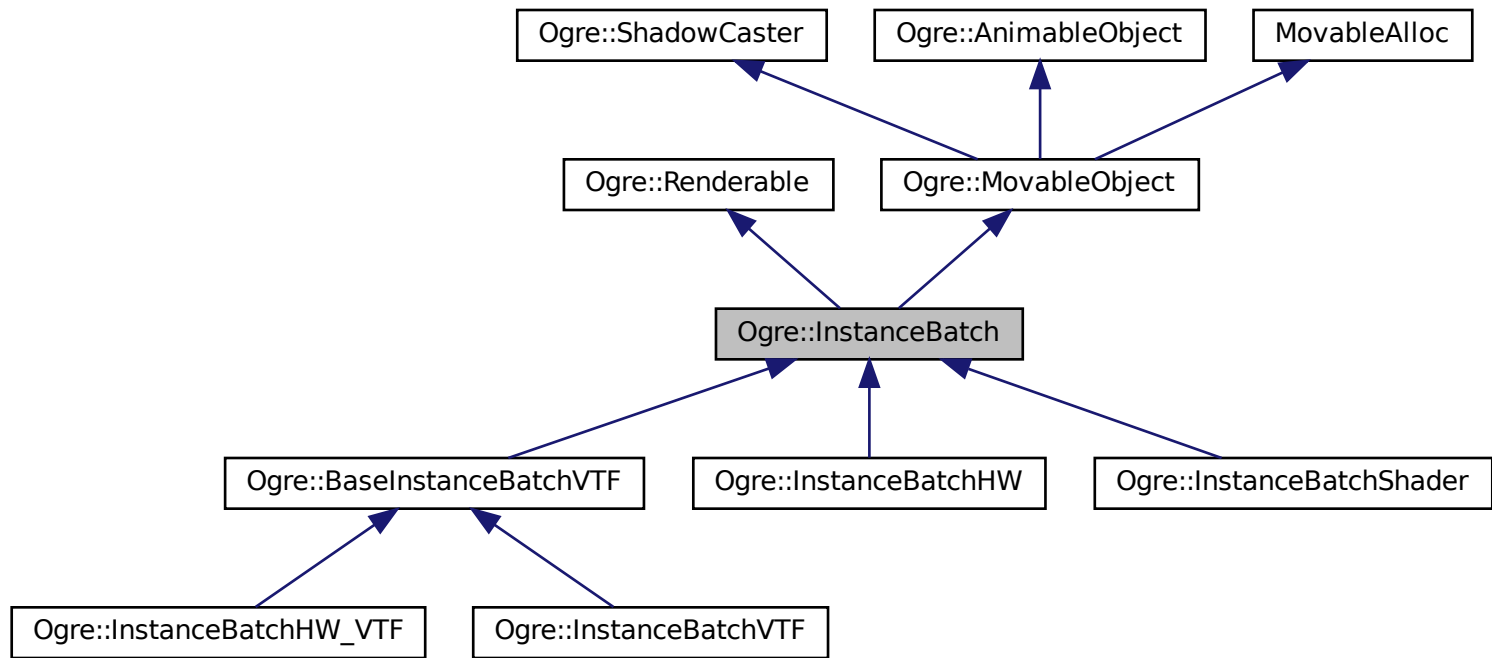 Ogre::ShadowCaster
Ogre::AnimableObject
MovableAlloc
Ogre::Renderable
Ogre::MovableObject
Ogre::InstanceBatch
Ogre::BaseInstanceBatchVTF
Ogre::InstanceBatchHW
Ogre::InstanceBatchShader
Ogre::InstanceBatchHW_VTF
Ogre::InstanceBatchVTF